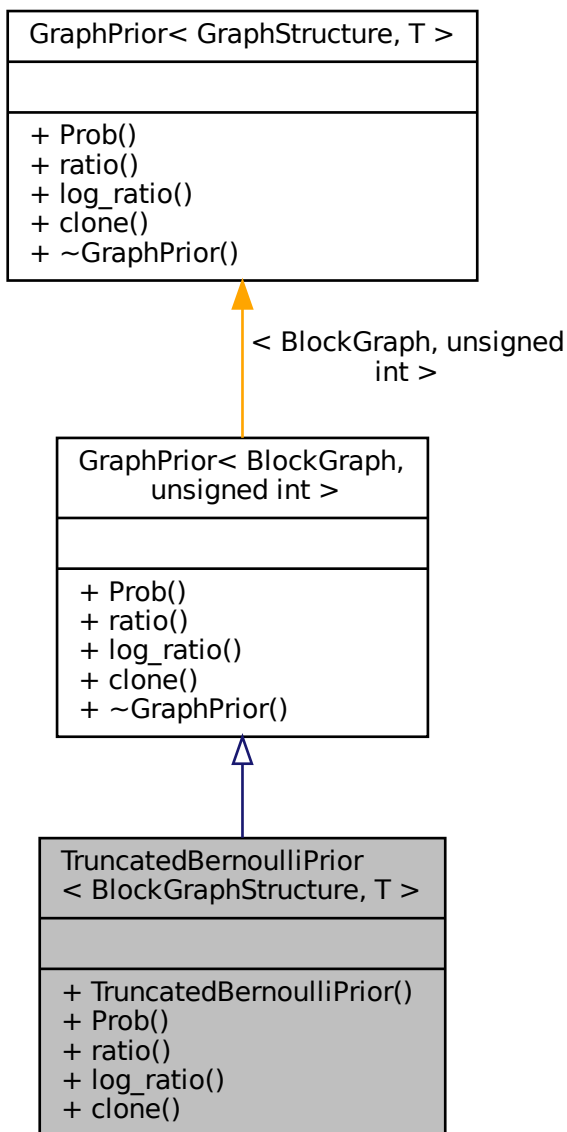 GraphPrior< GraphStructure, T >
+ Prob()
+ ratio()
+ log_ratio()
+ clone()
+ ~GraphPrior()
< BlockGraph, unsigned
int >
GraphPrior< BlockGraph,
unsigned int >
+ Prob()
+ ratio()
+ log_ratio()
+ clone()
+ ~GraphPrior()
TruncatedBernoulliPrior
< BlockGraphStructure, T >
+ TruncatedBernoulliPrior()
+ Prob()
+ ratio()
+ log_ratio()
+ clone()